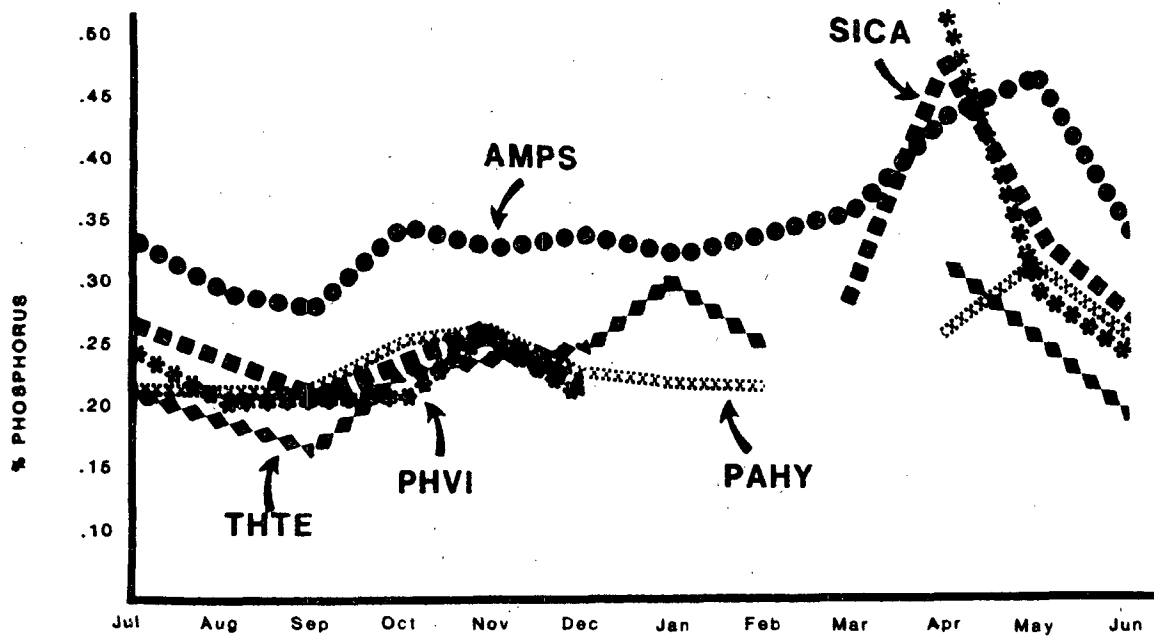 .50
SICA
.45
.40
AMPS
.35
.30
% PHOSPHORUS
.25
.20
.15
PHVI
PAHY
THTE
.10
Jul Aug Sep Oct Nov Dec Jan Feb Mar Apr May Jun